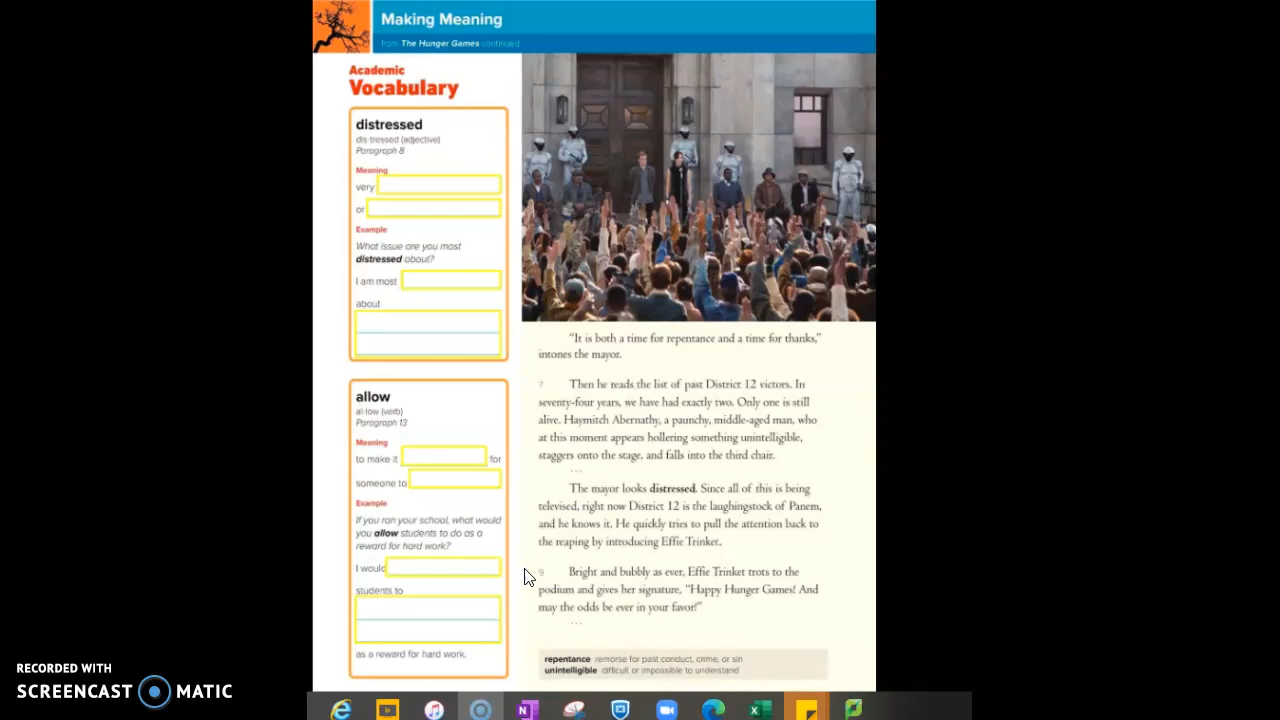 Making Meaning
from The Hunger Games continued
Academic
Vocabulary
distressed
dis·tressed (adjective)
Paragraph 8
Meaning
very
or
Example
What issue are you most
distressed about?
I am most
about
allow
al·low (verb)
Paragraph 13
Meaning
to make it for
someone to
Example
If you ran your school, what would
you allow students to do as a
reward for hard work?
I would
students to
as a reward for hard work.
“It is both a time for repentance and a time for thanks,”
intones the mayor.
7 Then he reads the list of past District 12 victors. In
seventy-four years, we have had exactly two. Only one is still
alive. Haymitch Abernathy, a paunchy, middle-aged man, who
at this moment appears hollering something unintelligible,
staggers onto the stage, and falls into the third chair.
. . .
The mayor looks distressed. Since all of this is being
televised, right now District 12 is the laughingstock of Panem,
and he knows it. He quickly tries to pull the attention back to
the reaping by introducing Effie Trinket.
9 Bright and bubbly as ever, Effie Trinket trots to the
podium and gives her signature, “Happy Hunger Games! And
may the odds be ever in your favor!”
. . .
repentance remorse for past conduct, crime, or sin
unintelligible difficult or impossible to understand
RECORDED WITH
SCREENCAST MATIC